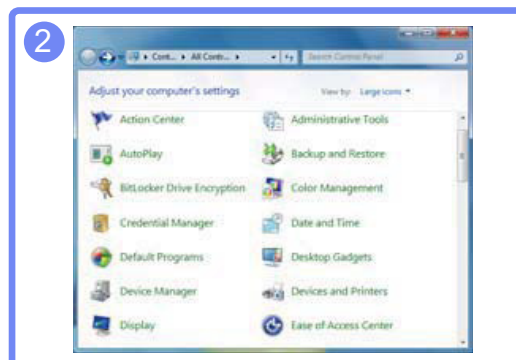 2
Cont... All Contr...
Search Control Panel
Adjust your computer's settings
View by: Large icons
Action Center
Administrative Tools
AutoPlay
Backup and Restore
BitLocker Drive Encryption
Color Management
Credential Manager
Date and Time
Default Programs
Desktop Gadgets
Device Manager
Devices and Printers
Display
Ease of Access Center